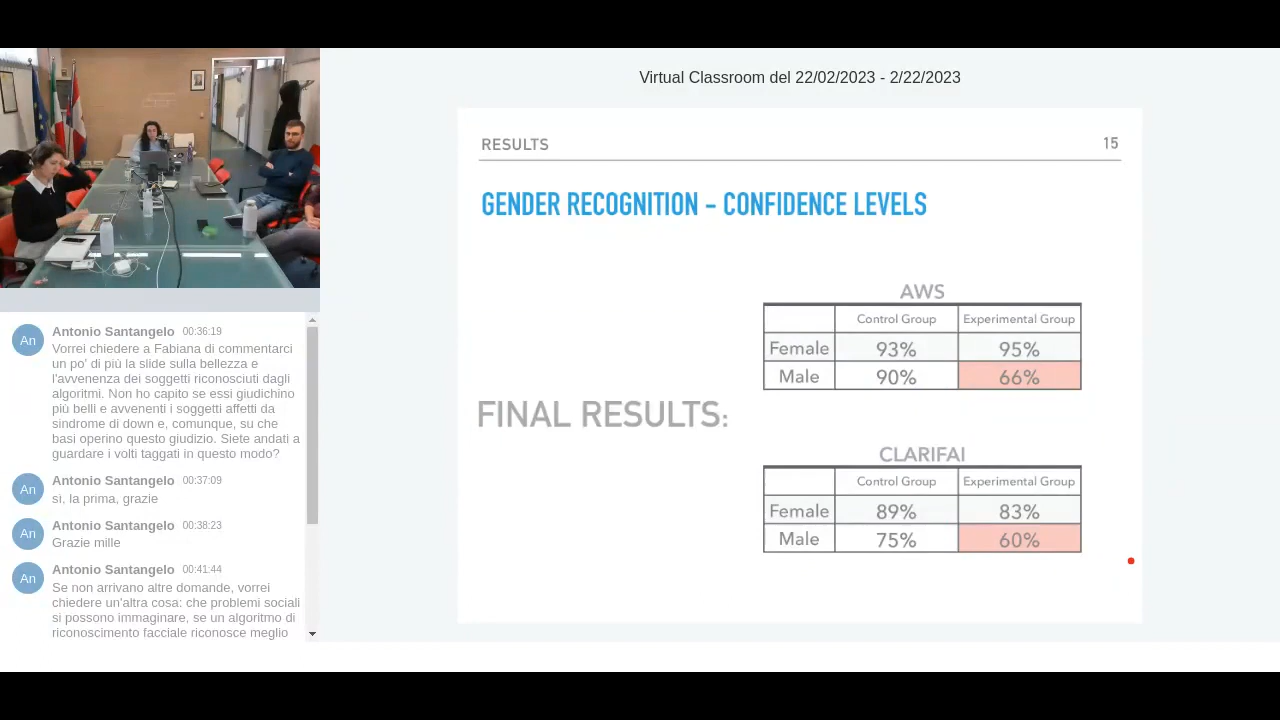 Virtual Classroom del 22/02/2023 - 2/22/2023
RESULTS
15
GENDER RECOGNITION - CONFIDENCE LEVELS
AWS
Control Group Experimental Group
Female 93% 95%
Male 90% 66%
FINAL RESULTS:
CLARIFAI
Control Group Experimental Group
Female 89% 83%
Male 75% 60%
An
Antonio Santangelo 00:36:19
Vorrei chiedere a Fabiana di commentarci
un po' di più la slide sulla bellezza e
l'avvenenza dei soggetti riconosciuti dagli
algoritmi. Non ho capito se essi giudichino
più belli e avvenenti i soggetti affetti da
sindrome di down e, comunque, su che
basi operino questo giudizio. Siete andati a
guardare i volti taggati in questo modo?
An
Antonio Santangelo 00:37:09
sì. la prima, grazie
An
Antonio Santangelo 00:38:23
Grazie mille
An
Antonio Santangelo 00:41:44
Se non arrivano altre domande, vorrei
chiedere un'altra cosa: che problemi sociali
si possono immaginare, se un algoritmo di
riconoscimento facciale riconosce meglio